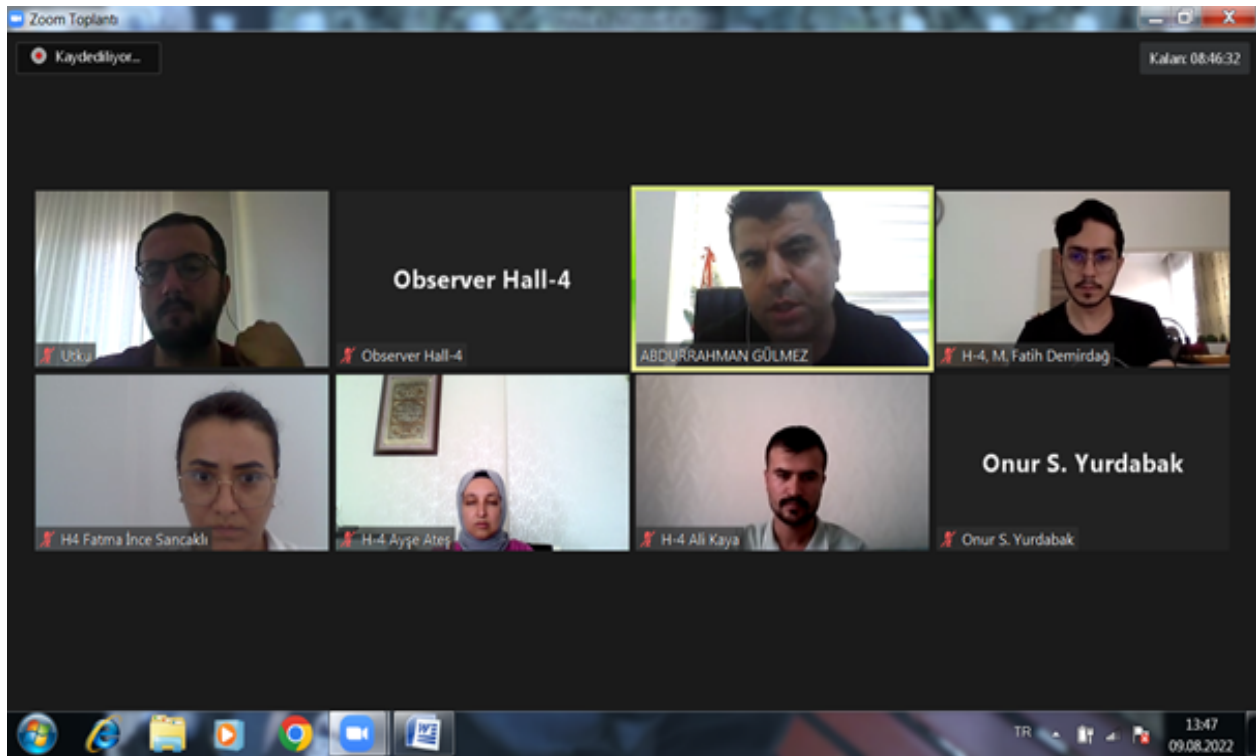 Zoom Toplantı
Kaydediliyor...
Kalan: 08:46:32
Observer Hall-4
Utku
Observer Hall-4
ABDURRAHMAN GÜLMEZ
H-4, M, Fatih Demirdağ
Onur S. Yurdabak
H4 Fatma İnce Sancaklı
H-4 Ayşe Ateş
H-4 Ali Kaya
Onur S. Yurdabak
TR
13:47
09.08.2022